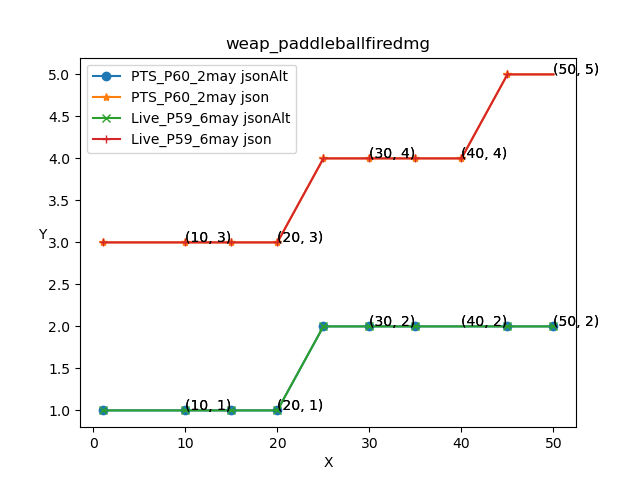 weap_paddleballfiredmg
PTS_P60_2may jsonAlt
PTS_P60_2may json
Live_P59_6may jsonAlt
Live_P59_6may json
5.0
4.5
4.0
3.5
3.0
2.5
2.0
1.5
1.0
Y
(50, 5)
(30, 4) (40, 4)
(10, 3) (20, 3)
(30, 2) (40, 2) (50, 2)
(10, 1) (20, 1)
0 10 20 30 40 50
X